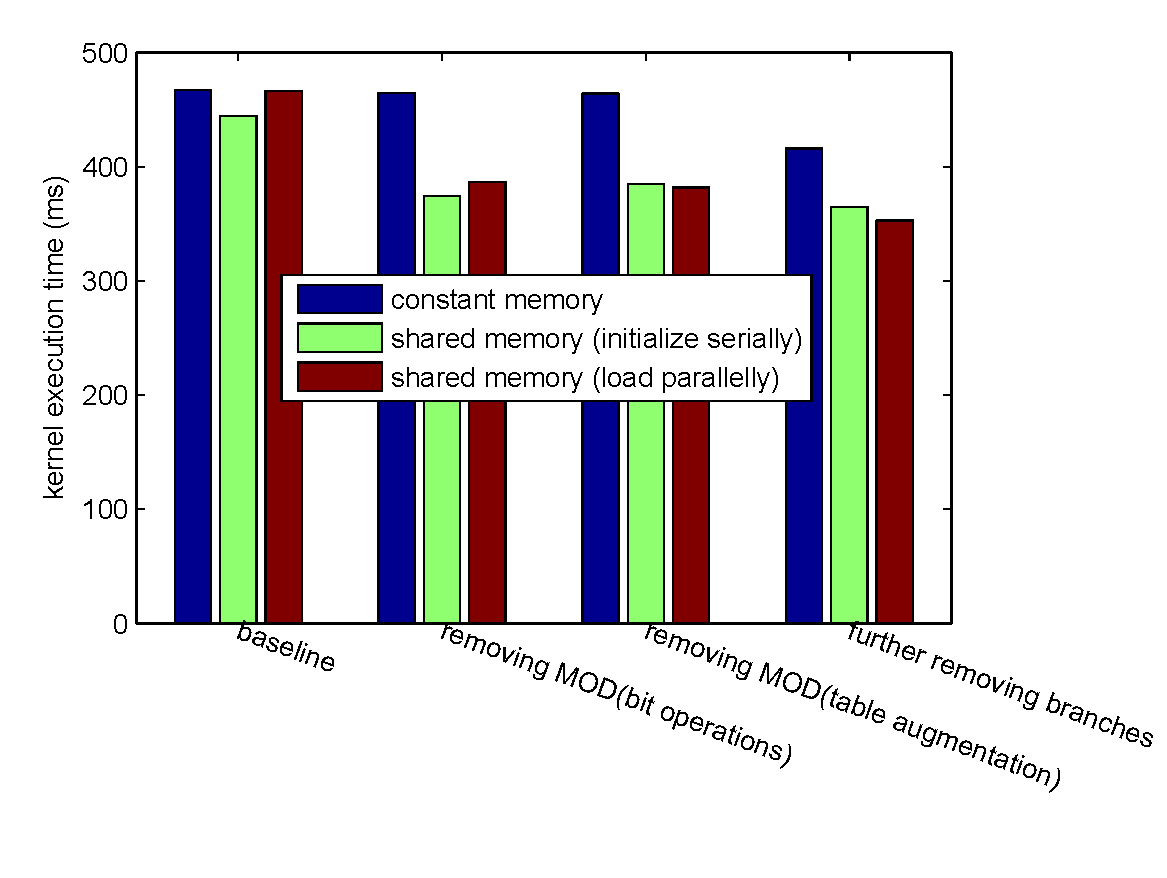 500
400
300
200
100
0
kernel execution time (ms)
constant memory
shared memory (initialize serially)
shared memory (load parallelly)
baseline
removing MOD(bit operations)
removing MOD(table augmentation)
further removing branches